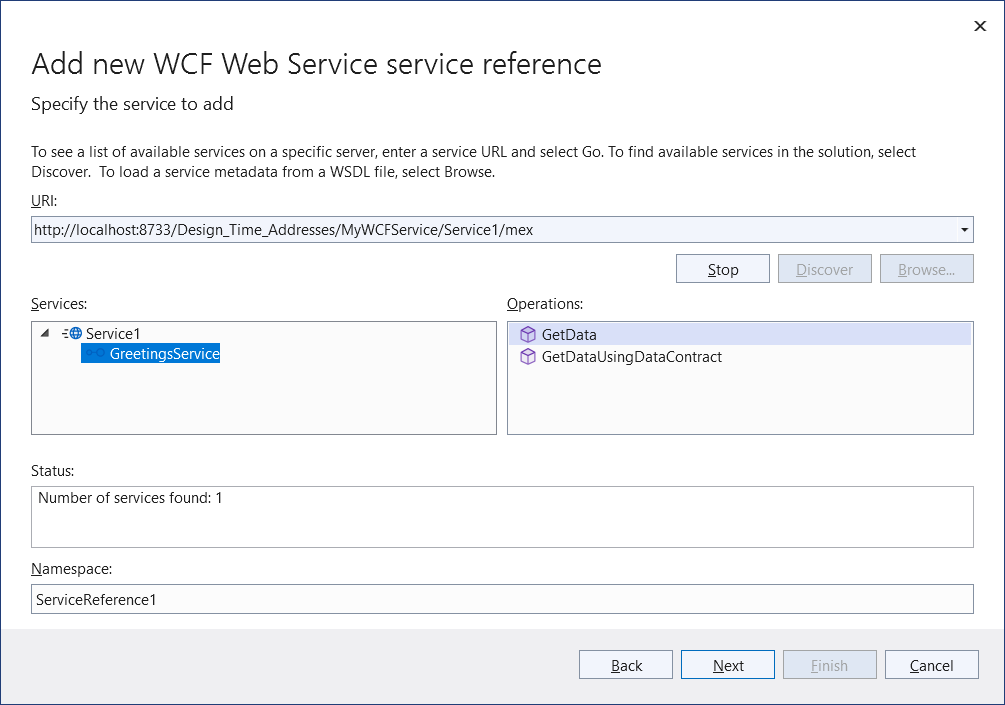 Add new WCF Web Service service reference
Specify the service to add
To see a list of available services on a specific server, enter a service URL and select Go. To find available services in the solution, select
Discover.  To load a service metadata from a WSDL file, select Browse.
URI:
http://localhost:8733/Design_Time_Addresses/MyWCFService/Service1/mex
Stop
Discover
Browse...
Services:
Operations:
Service1
GreetingsService
GetData
GetDataUsingDataContract
Status:
Number of services found: 1
Namespace:
ServiceReference1
Back
Next
Finish
Cancel